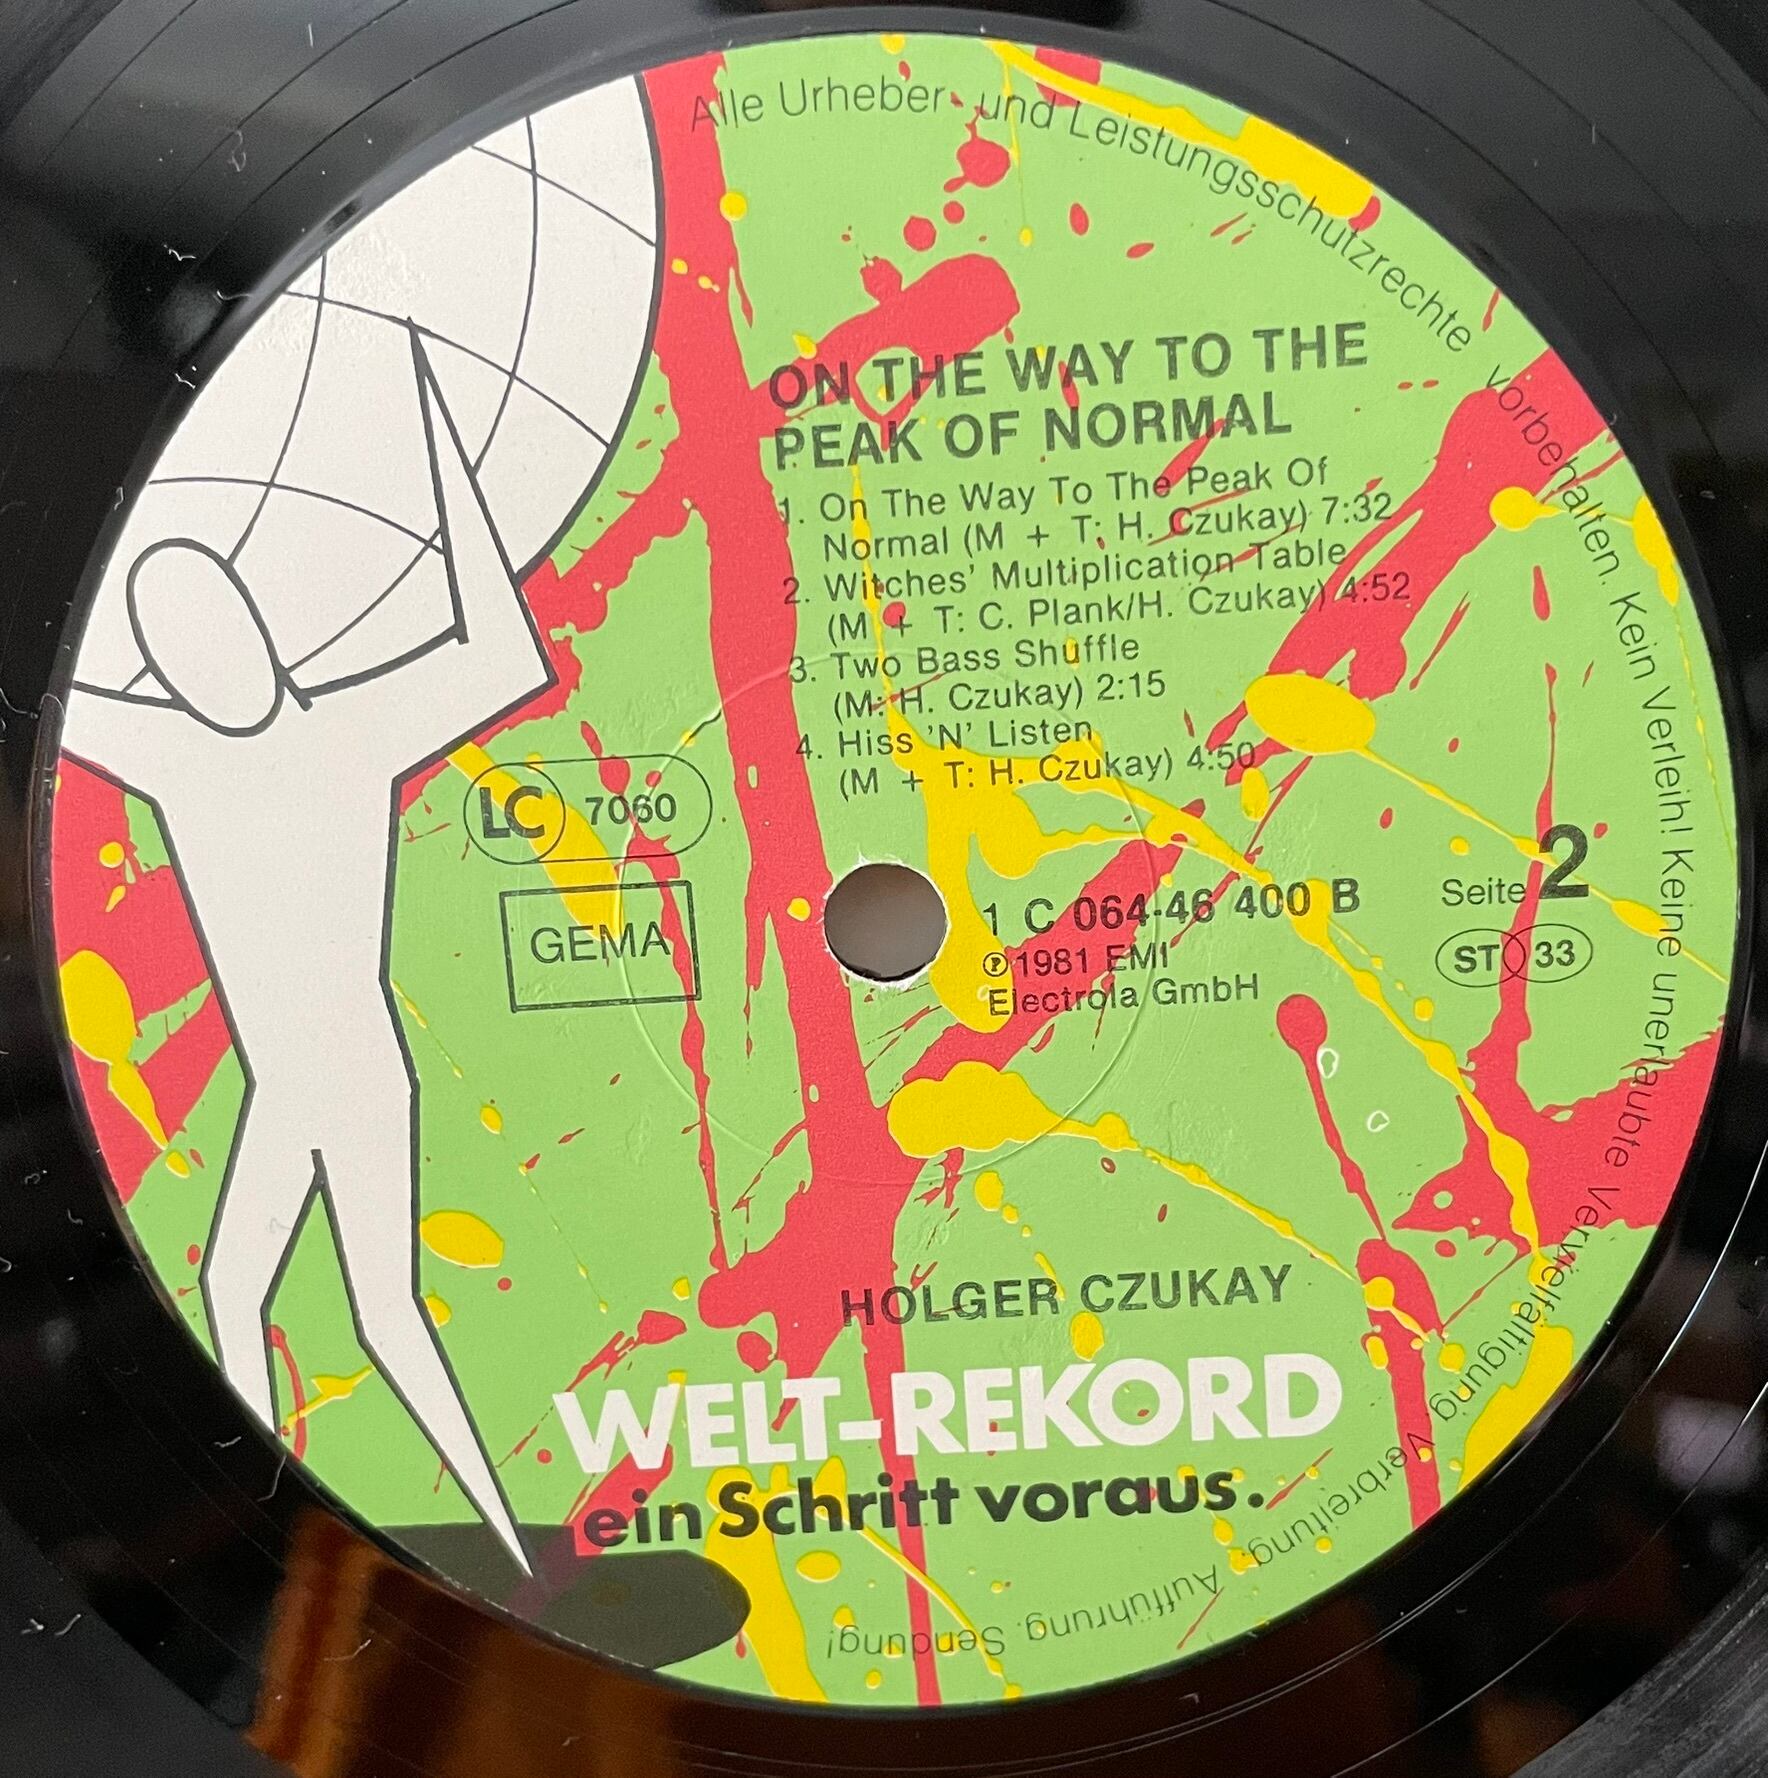 Alle Urheber- und Leistungsschutzrechte vorbehalten. Kein Verleih! Keine unerlaubte Vervielfältigung. Verbreitung. Aufführung. Sendung!
ON THE WAY TO THE
PEAK OF NORMAL
1. On The Way To The Peak Of
Normal (M + T: H. Czukay) 7:32
2. Witches' Multiplication Table
(M + T: C. Plank/H. Czukay) 4:52
3. Two Bass Shuffle
(M: H. Czukay) 2:15
4. Hiss 'N' Listen
(M + T: H. Czukay) 4:50
LC 7060
GEMA
1 C 064-46 400 B
℗ 1981 EMI
Electrola GmbH
Seite 2
ST 33
HOLGER CZUKAY
WELT-REKORD
ein Schritt voraus.